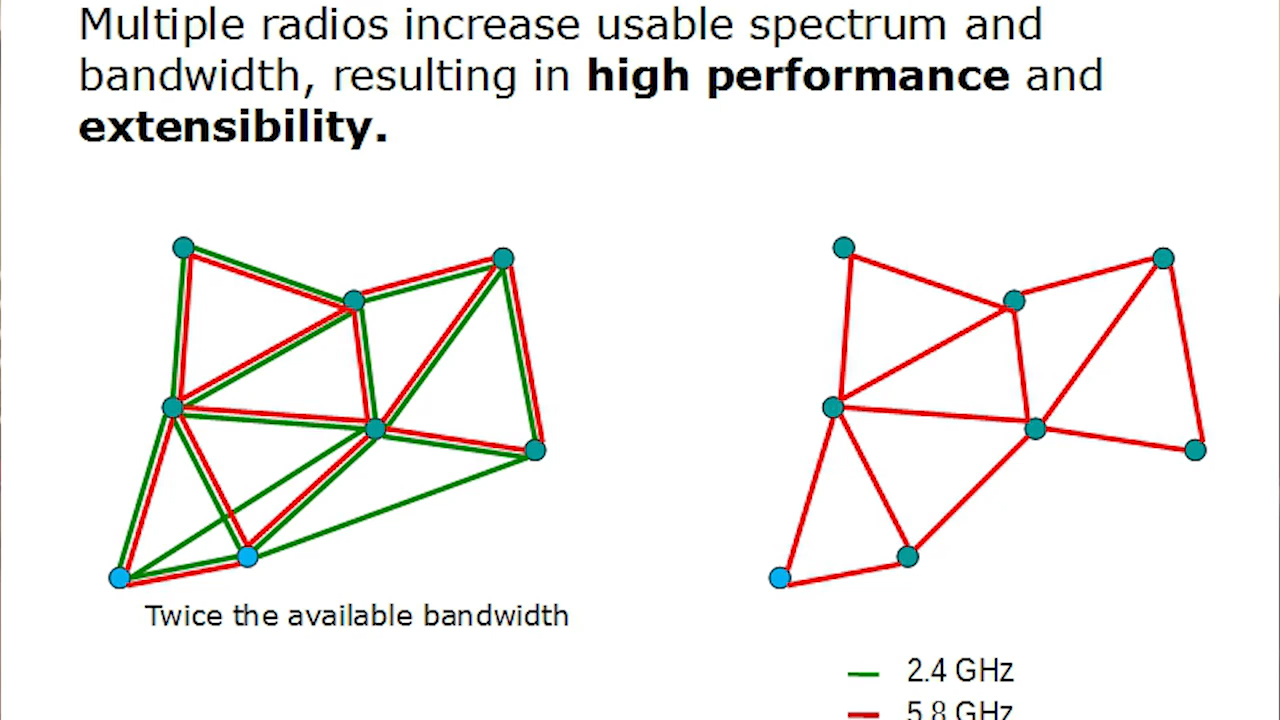 Multiple radios increase usable spectrum and
bandwidth, resulting in high performance and
extensibility.
Twice the available bandwidth
2.4 GHz
5.8 GHz